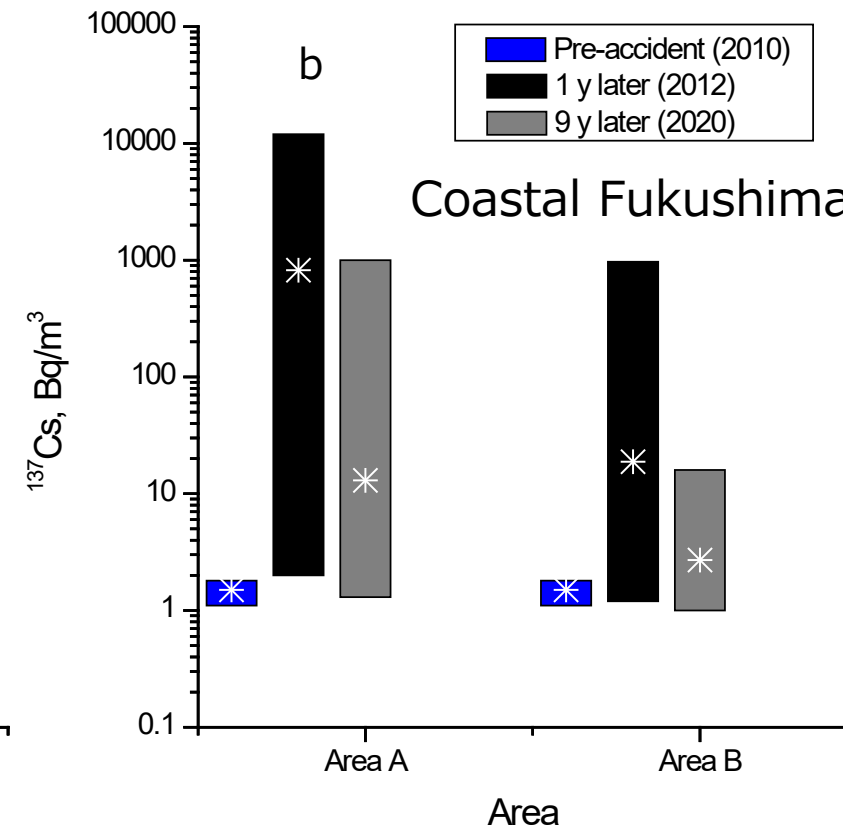 b
Pre-accident (2010)
1 y later (2012)
9 y later (2020)
Coastal Fukushima
100000
10000
1000
100
10
1
0.1
¹³⁷Cs, Bq/m³
Area A
Area B
Area